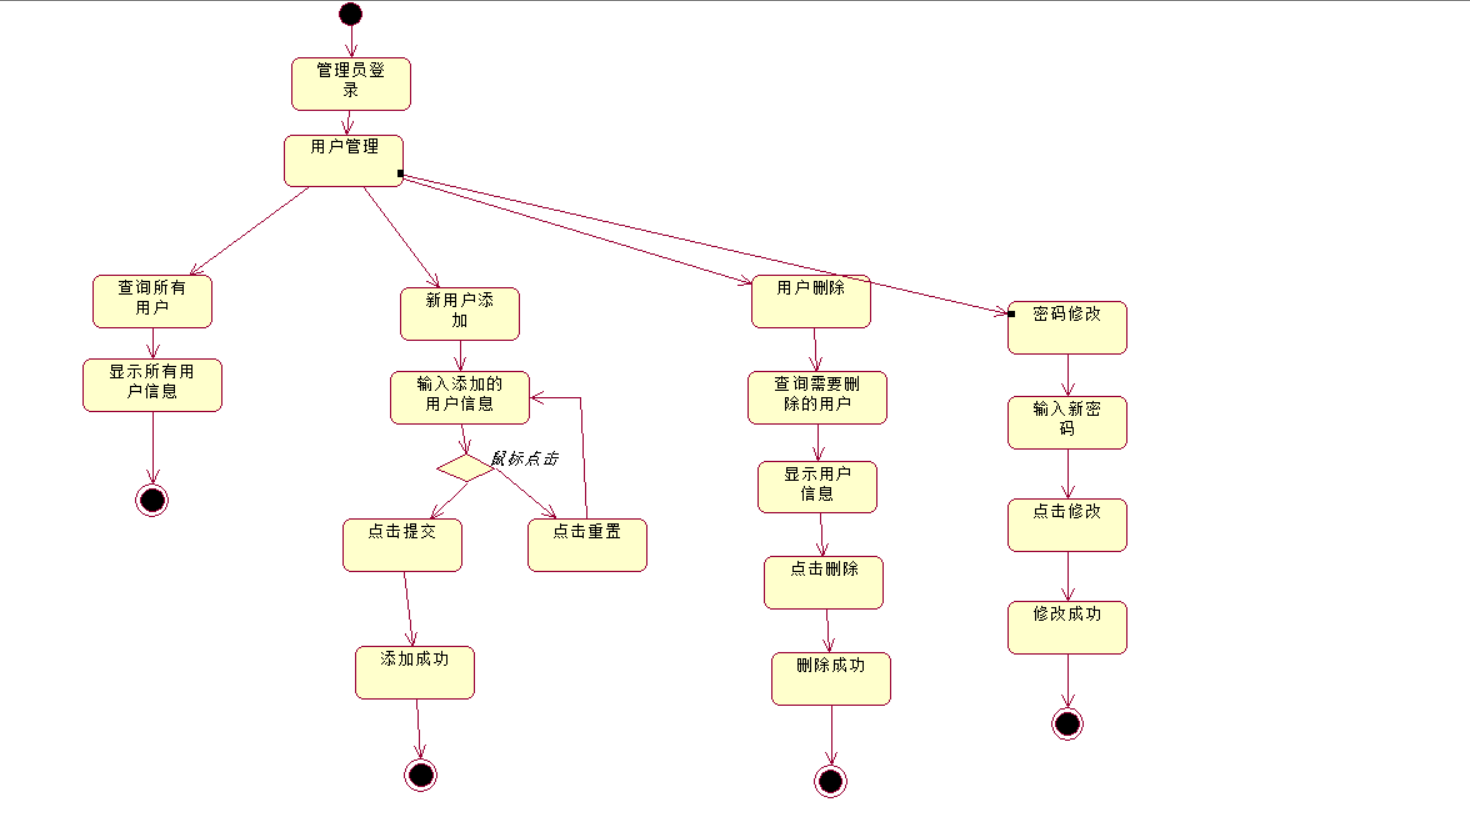 管理员登
录
用户管理
查询所有
用户
显示所有用
户信息
新用户添
加
输入添加的
用户信息
鼠标点击
点击提交
点击重置
添加成功
用户删除
查询需要删
除的用户
显示用户
信息
点击删除
删除成功
密码修改
输入新密
码
点击修改
修改成功